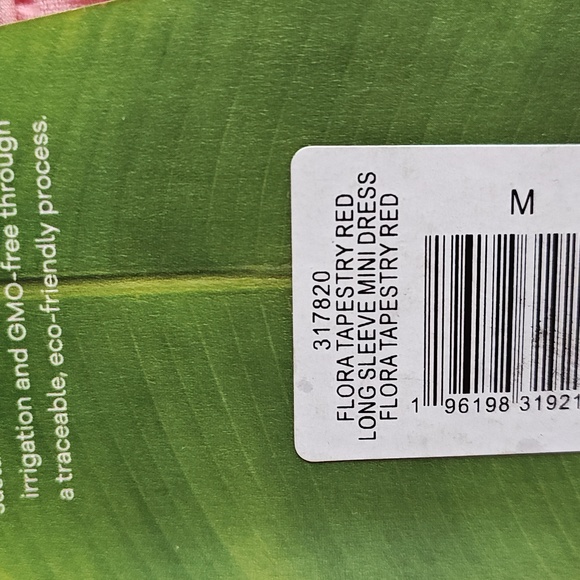 irrigation and GMO-free through
a traceable, eco-friendly process.
317820
FLORA TAPESTRY RED
LONG SLEEVE MINI DRESS
FLORA TAPESTRY RED
M
1 96198 31921